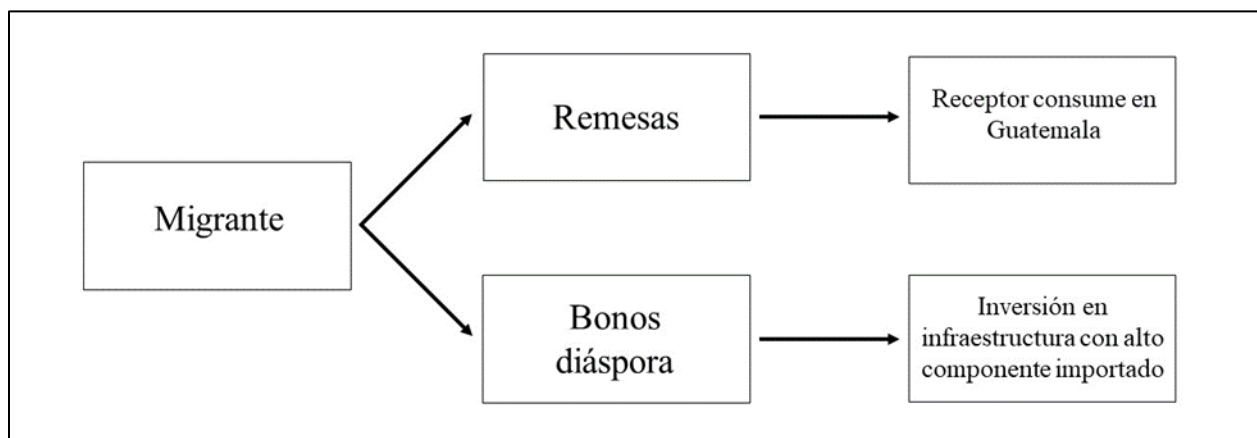 Migrante
Remesas
Receptor consume en
Guatemala
Bonos
diáspora
Inversión en
infraestructura con alto
componente importado